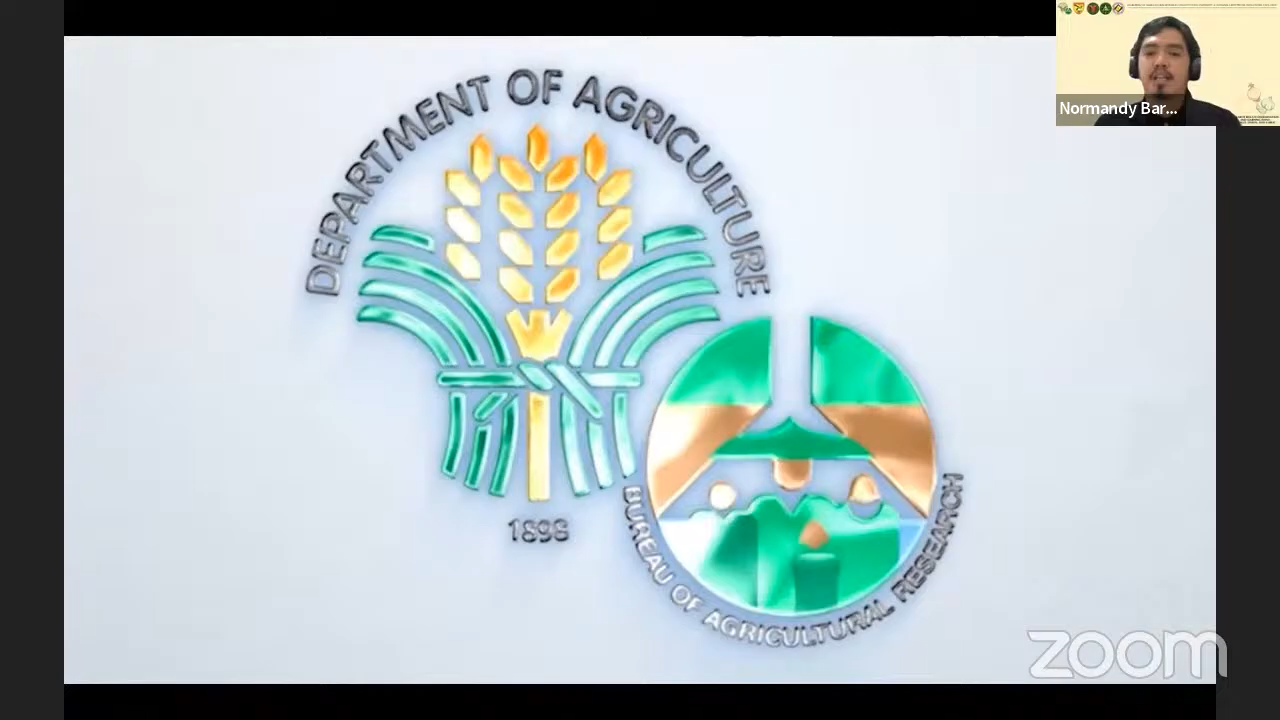 DEPARTMENT OF AGRICULTURE
1898
BUREAU OF AGRICULTURAL RESEARCH
Normandy Bar...
zoom